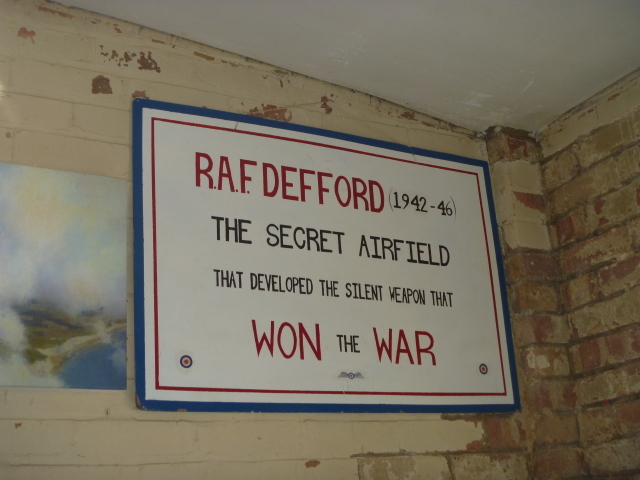 R.A.F. DEFFORD (1942-46)
THE SECRET AIRFIELD
THAT DEVELOPED THE SILENT WEAPON THAT
WON THE WAR